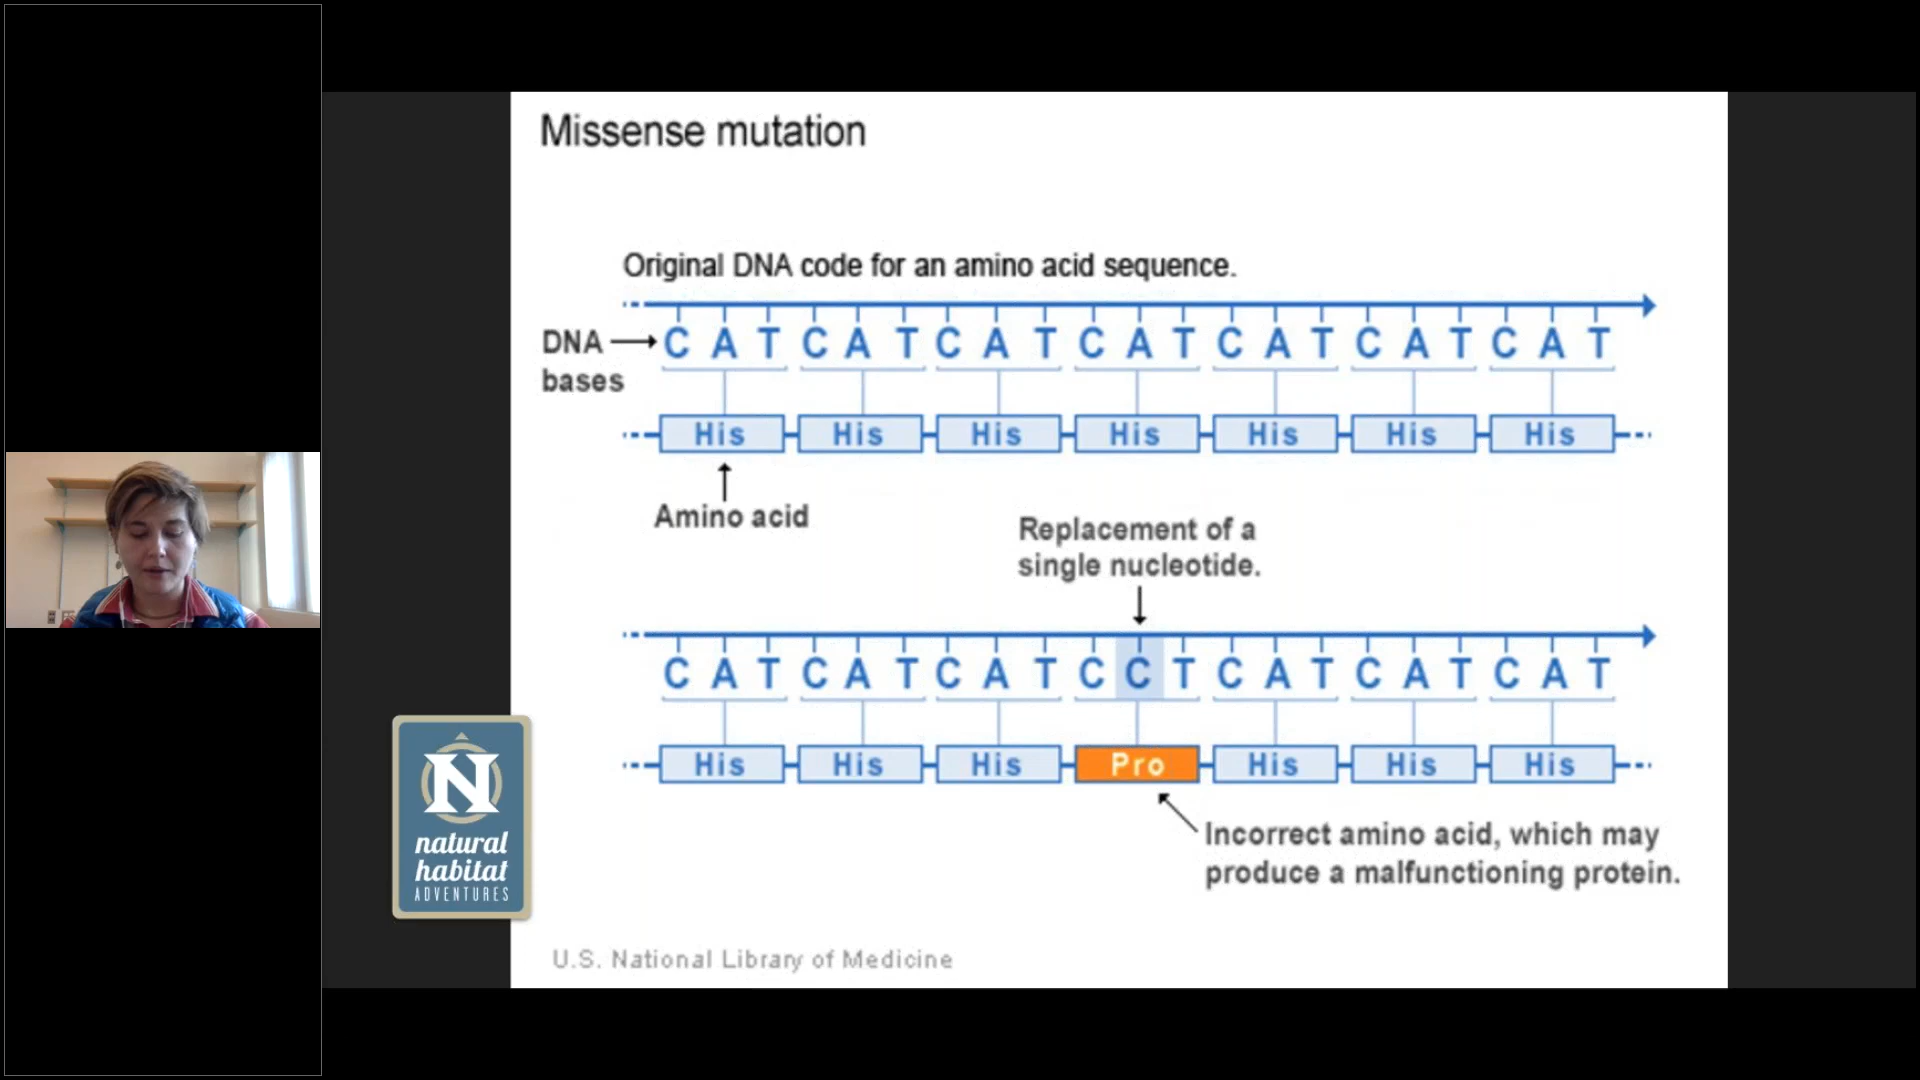 Missense mutation
Original DNA code for an amino acid sequence.
DNA bases
C A T C A T C A T C A T C A T C A T C A T
His His His His His His His
Amino acid
Replacement of a
single nucleotide.
C A T C A T C A T C C T C A T C A T C A T
His His His Pro His His His
Incorrect amino acid, which may
produce a malfunctioning protein.
N
natural
habitat
ADVENTURES
U.S. National Library of Medicine